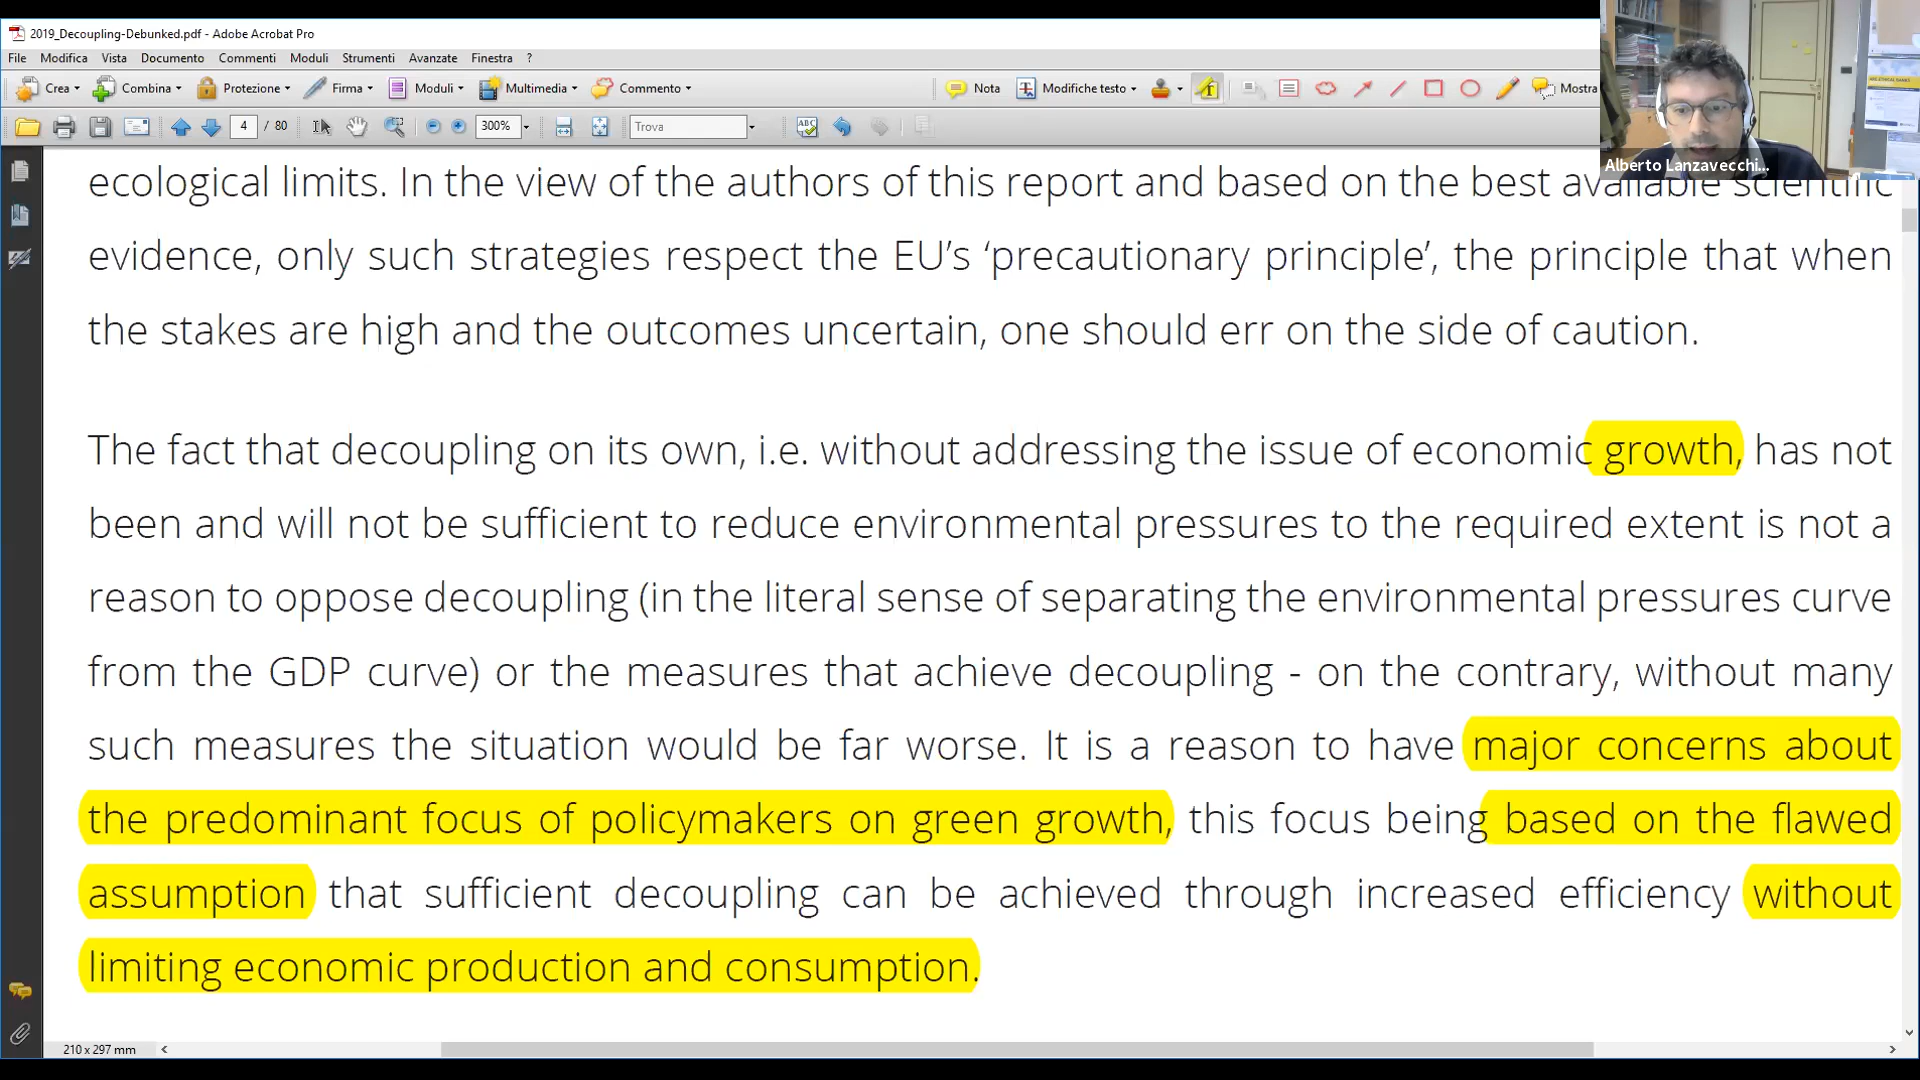 2019_Decoupling-Debunked.pdf - Adobe Acrobat Pro
File Modifica Vista Documento Commenti Moduli Strumenti Avanzate Finestra ?
Crea Combina Protezione Firma Moduli Multimedia Commento Nota Modifiche testo Mostra
4 / 80 300% Trova
Alberto Lanzavecchi...
ecological limits. In the view of the authors of this report and based on the best available scientific
evidence, only such strategies respect the EU’s ‘precautionary principle’, the principle that when
the stakes are high and the outcomes uncertain, one should err on the side of caution.
The fact that decoupling on its own, i.e. without addressing the issue of economic growth, has not
been and will not be sufficient to reduce environmental pressures to the required extent is not a
reason to oppose decoupling (in the literal sense of separating the environmental pressures curve
from the GDP curve) or the measures that achieve decoupling - on the contrary, without many
such measures the situation would be far worse. It is a reason to have major concerns about
the predominant focus of policymakers on green growth, this focus being based on the flawed
assumption that sufficient decoupling can be achieved through increased efficiency without
limiting economic production and consumption.
210 x 297 mm